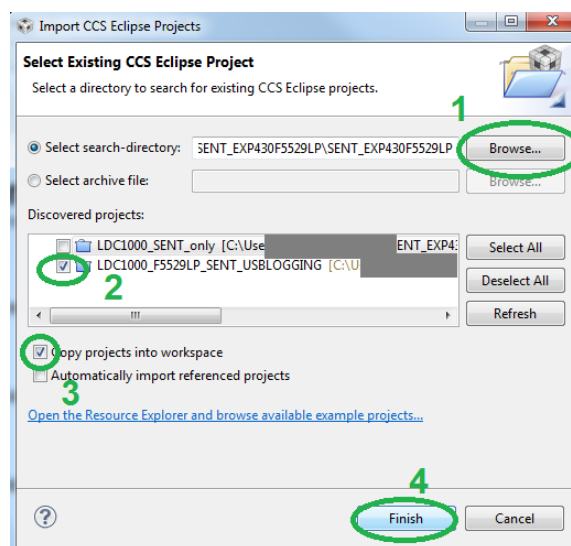 Import CCS Eclipse Projects
Select Existing CCS Eclipse Project
Select a directory to search for existing CCS Eclipse projects.
1
Select search-directory: SENT_EXP430F5529LP\SENT_EXP430F5529LP Browse...
Select archive file: Browse...
Discovered projects:
LDC1000_SENT_only [C:\Use ENT_EXP43 Select All
LDC1000_F5529LP_SENT_USBLOGGING [C:\U
2
Deselect All
Refresh
Copy projects into workspace
Automatically import referenced projects
3
Open the Resource Explorer and browse available example projects...
4
? Finish Cancel